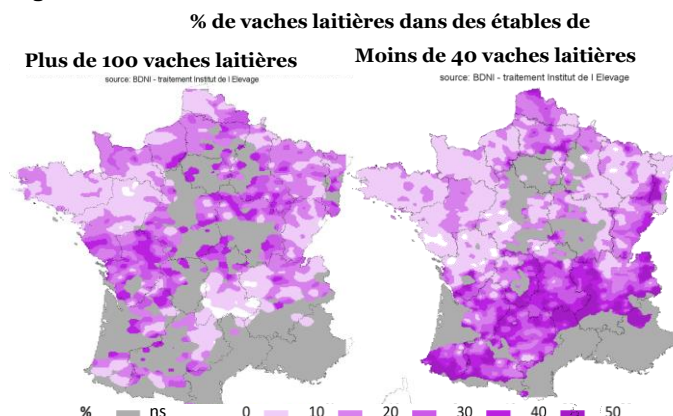 % de vaches laitières dans des étables de
Plus de 100 vaches laitières
Moins de 40 vaches laitières
source: BDNI - traitement Institut de l Elevage
source: BDNI - traitement Institut de l Elevage
% ns 0 10 20 30 40 50